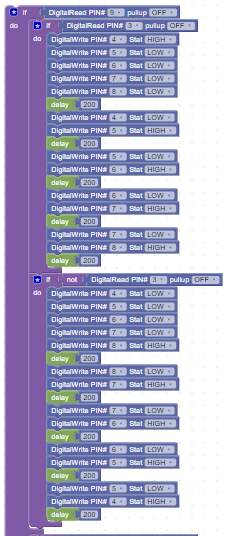 if DigitalRead PIN# 9 pullup OFF
do if DigitalRead PIN# 3 pullup OFF
do DigitalWrite PIN# 4 Stat HIGH
DigitalWrite PIN# 5 Stat LOW
DigitalWrite PIN# 6 Stat LOW
DigitalWrite PIN# 7 Stat LOW
DigitalWrite PIN# 8 Stat LOW
delay 200
DigitalWrite PIN# 4 Stat LOW
DigitalWrite PIN# 5 Stat HIGH
delay 200
DigitalWrite PIN# 5 Stat LOW
DigitalWrite PIN# 6 Stat HIGH
delay 200
DigitalWrite PIN# 6 Stat LOW
DigitalWrite PIN# 7 Stat HIGH
delay 200
DigitalWrite PIN# 7 Stat LOW
DigitalWrite PIN# 8 Stat HIGH
delay 200
if not DigitalRead PIN# 3 pullup OFF
do DigitalWrite PIN# 4 Stat LOW
DigitalWrite PIN# 5 Stat LOW
DigitalWrite PIN# 6 Stat LOW
DigitalWrite PIN# 7 Stat LOW
DigitalWrite PIN# 8 Stat HIGH
delay 200
DigitalWrite PIN# 8 Stat LOW
DigitalWrite PIN# 7 Stat HIGH
delay 200
DigitalWrite PIN# 7 Stat LOW
DigitalWrite PIN# 6 Stat HIGH
delay 200
DigitalWrite PIN# 6 Stat LOW
DigitalWrite PIN# 5 Stat HIGH
delay 200
DigitalWrite PIN# 5 Stat LOW
DigitalWrite PIN# 4 Stat HIGH
delay 200